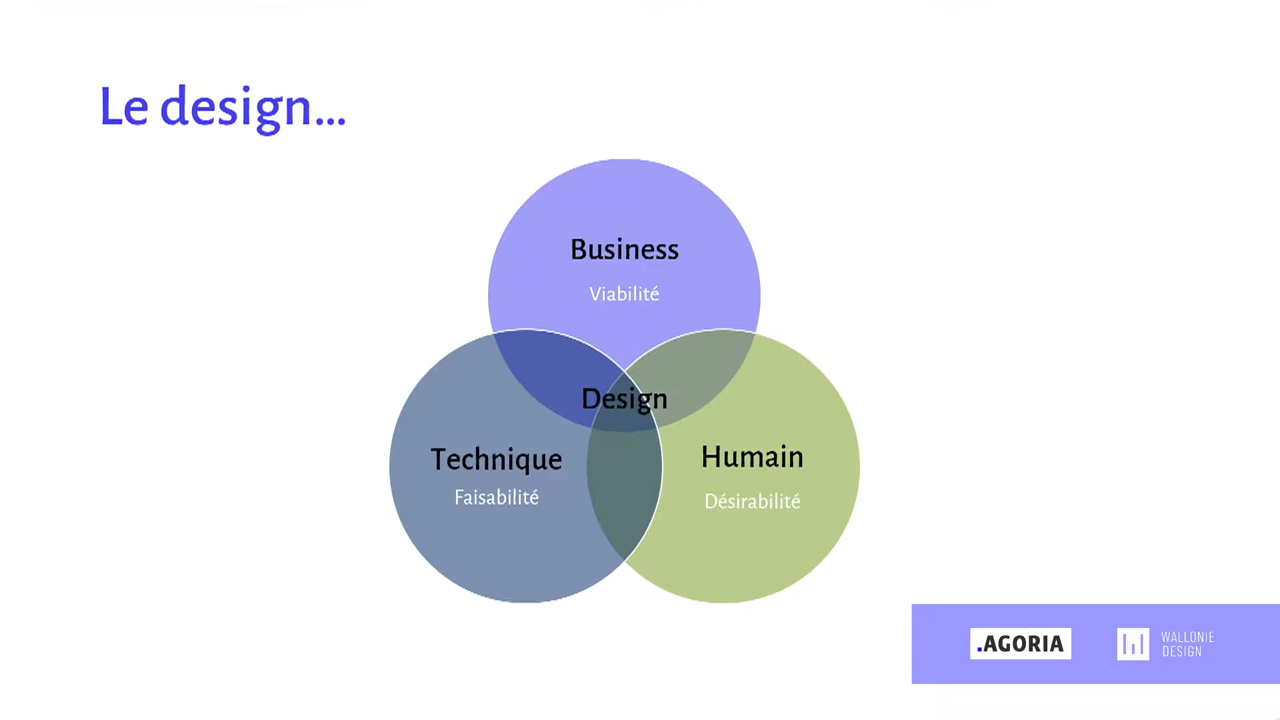 Le design...
Business
Viabilité
Design
Technique
Faisabilité
Humain
Désirabilité
.AGORIA
WALLONIE
DESIGN